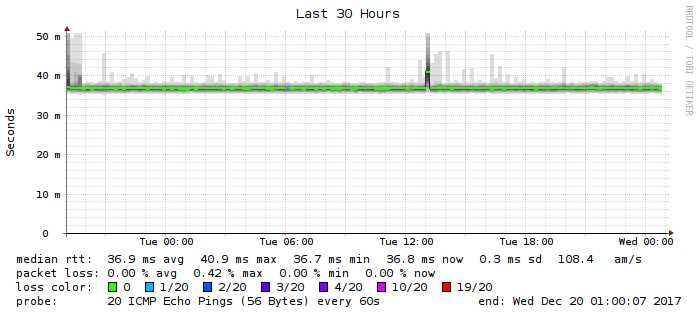 Last 30 Hours
RRDTOOL / TOBI OETIKER
Seconds
50 m
40 m
30 m
20 m
10 m
0
Tue 00:00 Tue 06:00 Tue 12:00 Tue 18:00 Wed 00:00
median rtt: 36.9 ms avg 40.9 ms max 36.7 ms min 36.8 ms now 0.3 ms sd 108.4 am/s
packet loss: 0.00 % avg 0.42 % max 0.00 % min 0.00 % now
loss color: 0 1/20 2/20 3/20 4/20 10/20 19/20
probe: 20 ICMP Echo Pings (56 Bytes) every 60s end: Wed Dec 20 01:00:07 2017